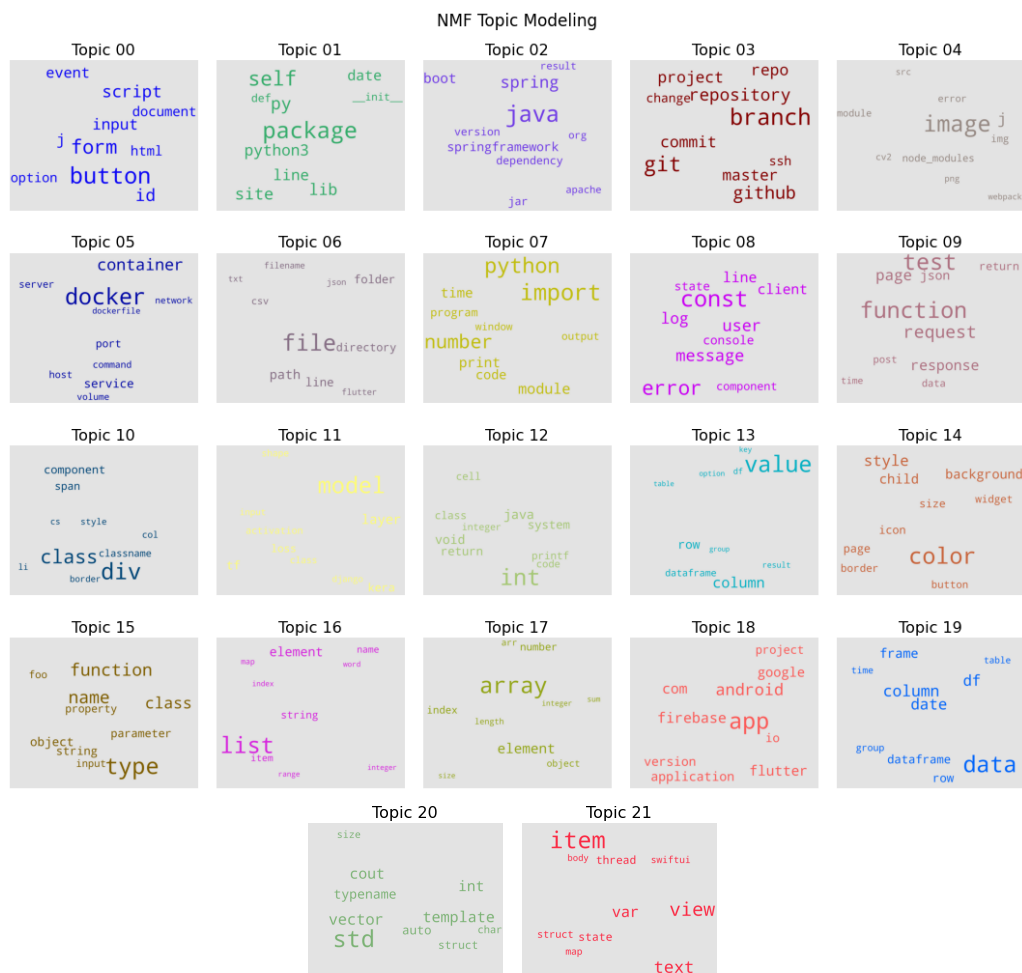 NMF Topic Modeling
Topic 00
event
script
document
input
j
form
html
button
option
id
Topic 01
self
date
def
py
__init__
package
python3
line
site
lib
Topic 02
result
boot
spring
java
version
org
springframework
dependency
apache
jar
Topic 03
project
repo
change
repository
branch
commit
git
ssh
master
github
Topic 04
src
error
module
image
j
img
cv2
node_modules
png
webpack
Topic 05
container
server
docker
network
dockerfile
port
command
host
service
volume
Topic 06
filename
txt
json
folder
csv
file
directory
path
line
flutter
Topic 07
python
time
import
program
window
number
output
print
code
module
Topic 08
line
state
client
const
log
user
console
message
error
component
Topic 09
test
return
page
json
function
request
post
response
time
data
Topic 10
component
span
cs
style
col
class
classname
li
border
div
Topic 11
model
layer
Topic 12
cell
class
java
integer
system
void
return
printf
code
int
Topic 13
key
value
option
df
table
row
group
result
dataframe
column
Topic 14
style
child
background
size
widget
icon
page
color
border
button
Topic 15
foo
function
name
property
class
object
parameter
string
input
type
Topic 16
element
name
map
word
index
string
list
item
range
integer
Topic 17
arr
number
array
integer
sum
index
length
element
object
size
Topic 18
project
google
com
android
firebase
app
io
version
application
flutter
Topic 19
frame
table
time
df
column
date
group
dataframe
data
row
Topic 20
size
cout
typename
int
vector
template
auto
char
std
struct
Topic 21
item
body
thread
swiftui
var
view
struct
state
map
text